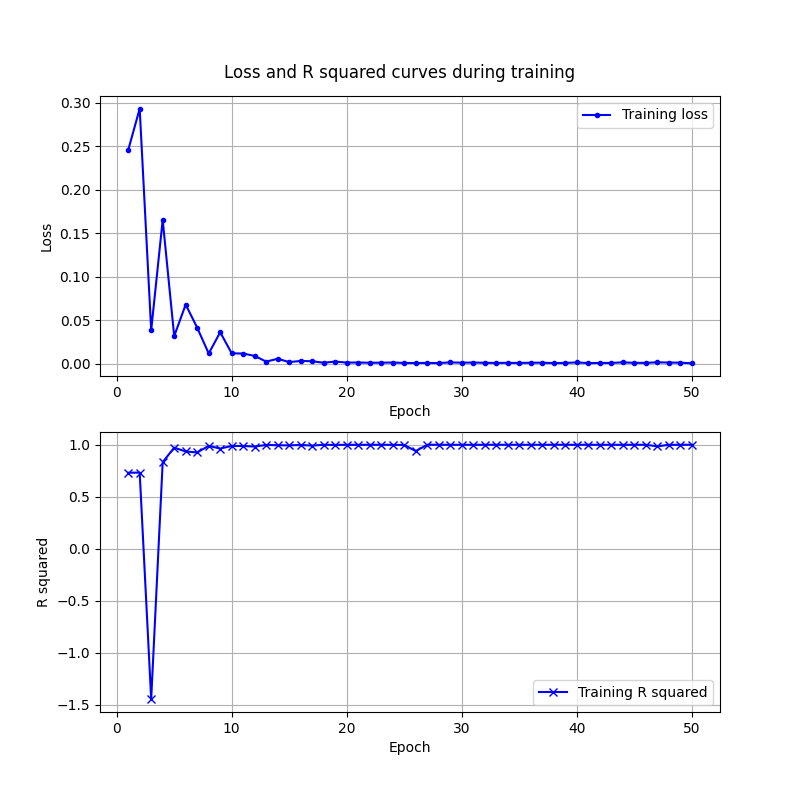 Loss and R squared curves during training
0.30
0.25
0.20
0.15
0.10
0.05
0.00
Loss
Training loss
0 10 20 30 40 50
Epoch
1.0
0.5
0.0
−0.5
−1.0
−1.5
R squared
Training R squared
0 10 20 30 40 50
Epoch